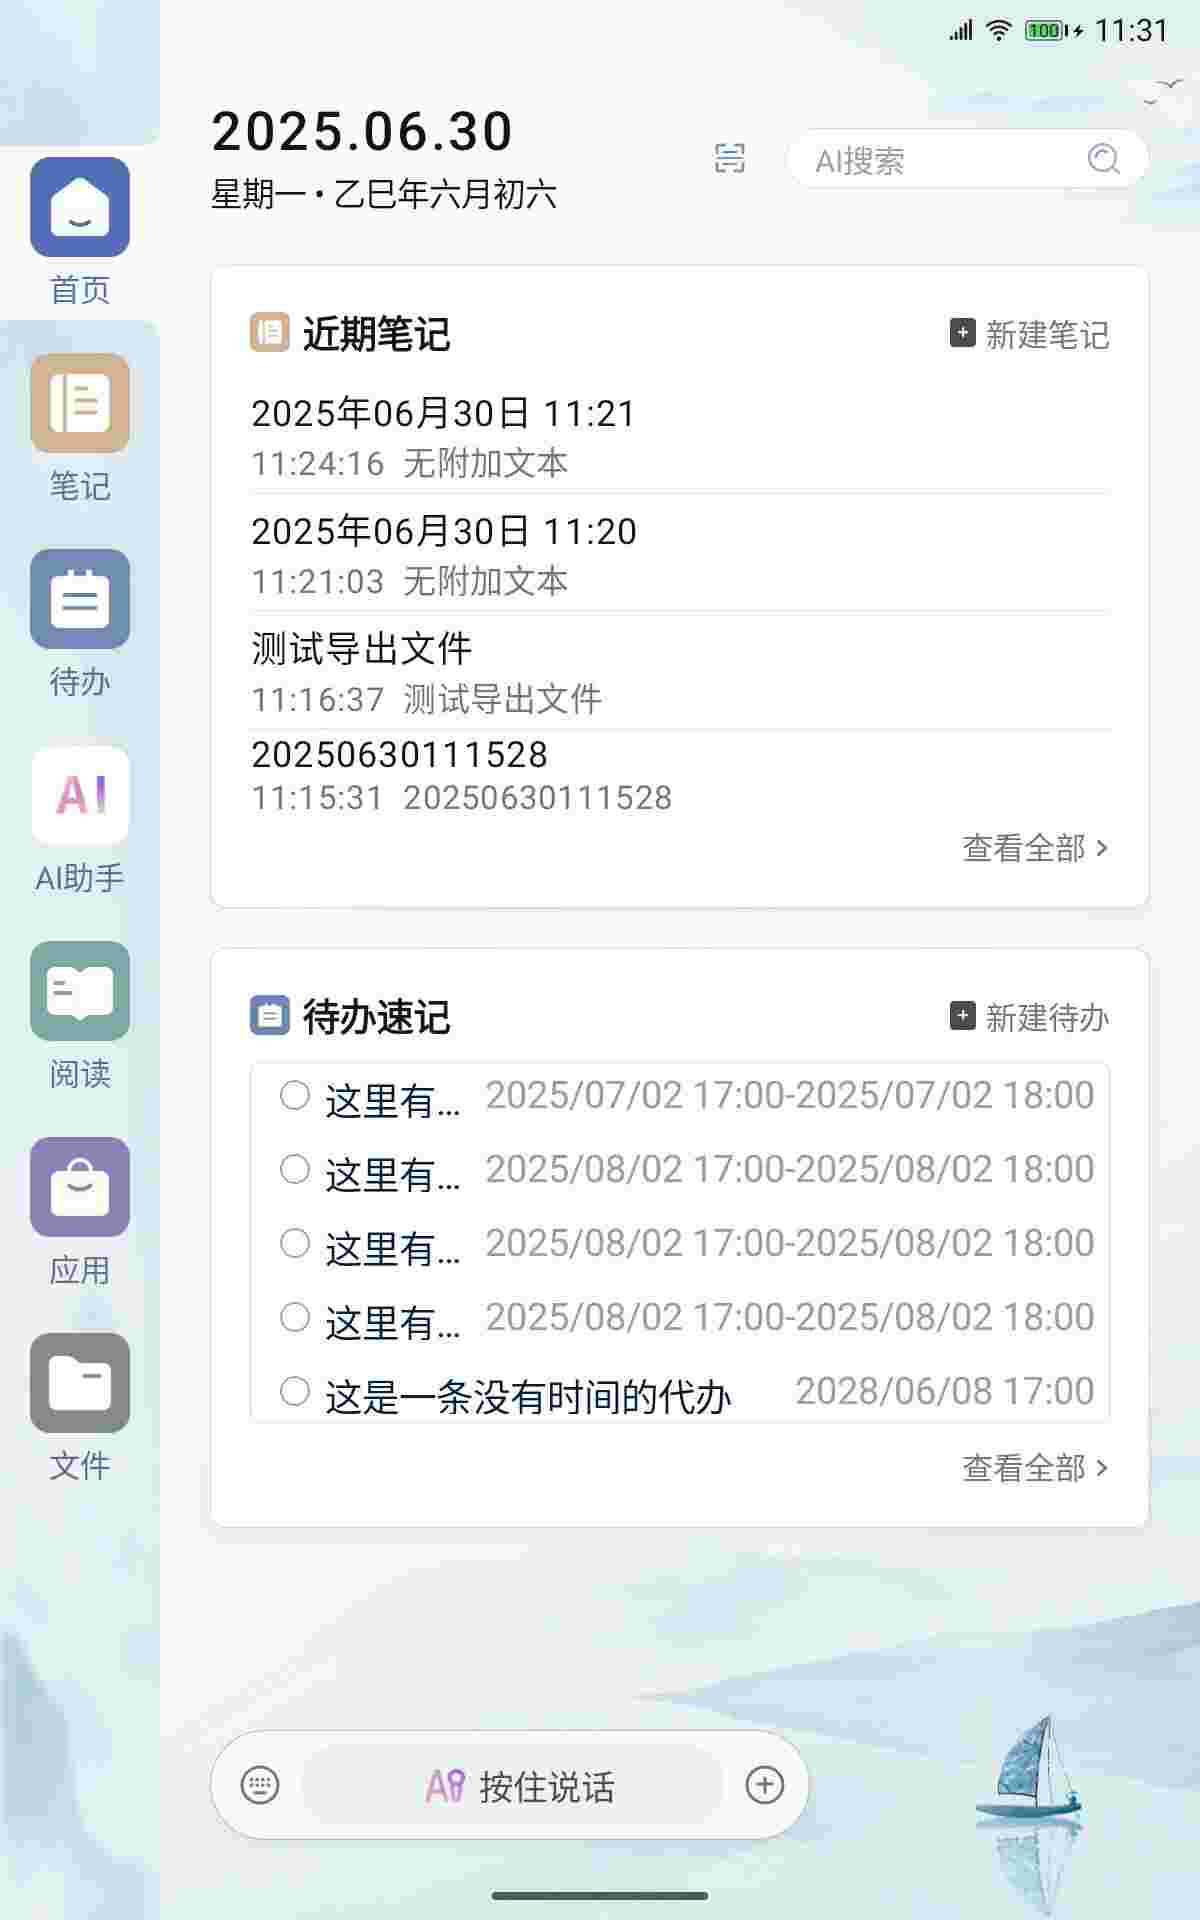 100 11:31
2025.06.30
星期一·乙巳年六月初六
AI搜索
首页
笔记
待办
AI
AI助手
阅读
应用
文件
近期笔记
新建笔记
2025年06月30日 11:21
11:24:16 无附加文本
2025年06月30日 11:20
11:21:03 无附加文本
测试导出文件
11:16:37 测试导出文件
20250630111528
11:15:31 20250630111528
查看全部
待办速记
新建待办
这里有... 2025/07/02 17:00-2025/07/02 18:00
这里有... 2025/08/02 17:00-2025/08/02 18:00
这里有... 2025/08/02 17:00-2025/08/02 18:00
这里有... 2025/08/02 17:00-2025/08/02 18:00
这是一条没有时间的代办 2028/06/08 17:00
查看全部
AI 按住说话